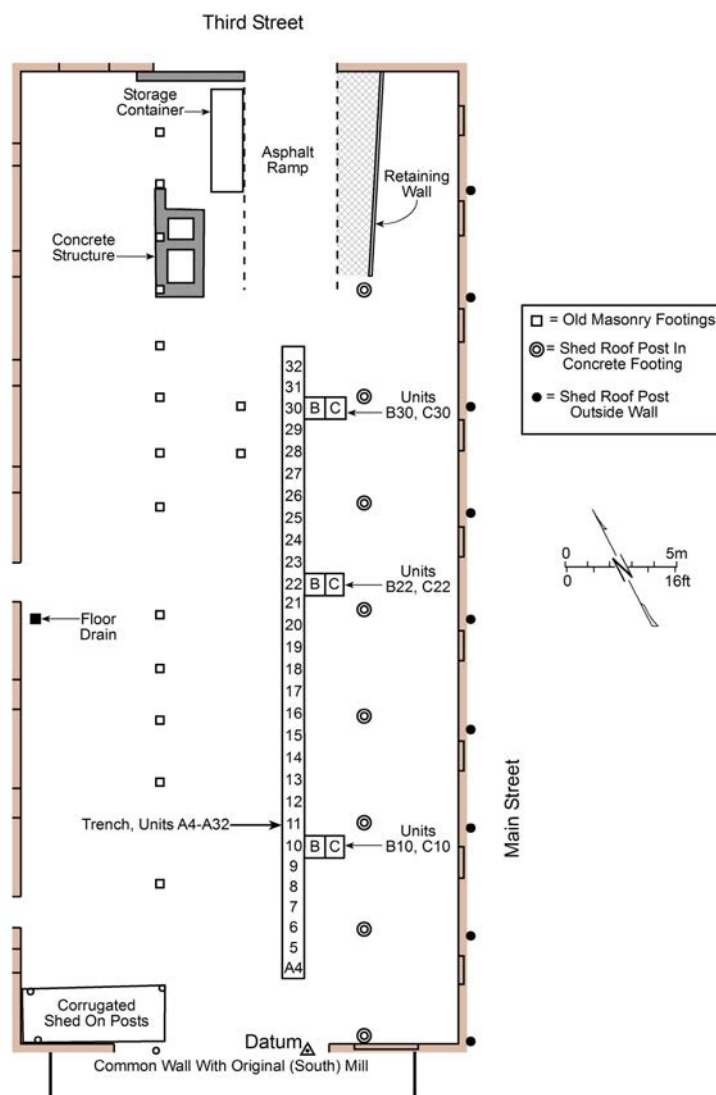 Third Street
Storage
Container
Asphalt
Ramp
Retaining
Wall
Concrete
Structure
= Old Masonry Footings
= Shed Roof Post In
Concrete Footing
= Shed Roof Post
Outside Wall
32
31
30 B C
Units
B30, C30
29
28
27
26
25
24
23
0 5m
0 16ft
22 B C
Units
B22, C22
21
Floor
Drain
20
19
18
17
16
15
14
13
12
Trench, Units A4-A32
11
10 B C
Units
B10, C10
Main Street
9
8
7
6
5
A4
Corrugated
Shed On Posts
Datum
Common Wall With Original (South) Mill